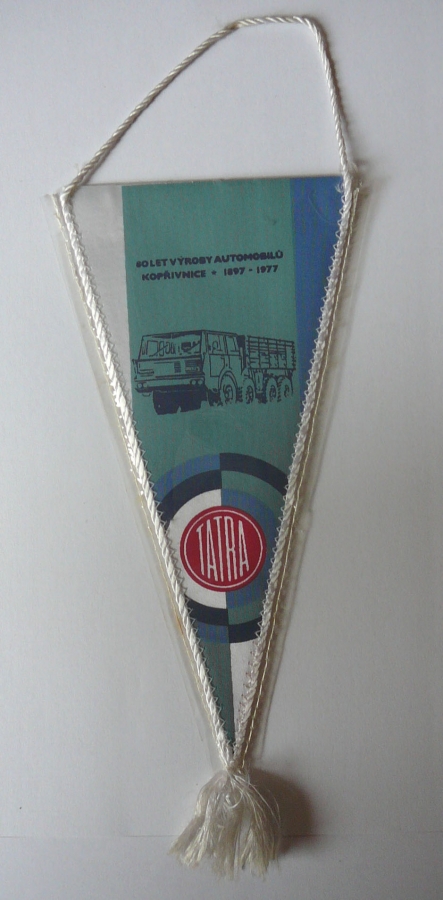 80 LET VÝROBY AUTOMOBILŮ
KOPŘIVNICE • 1897 - 1977
TATRA